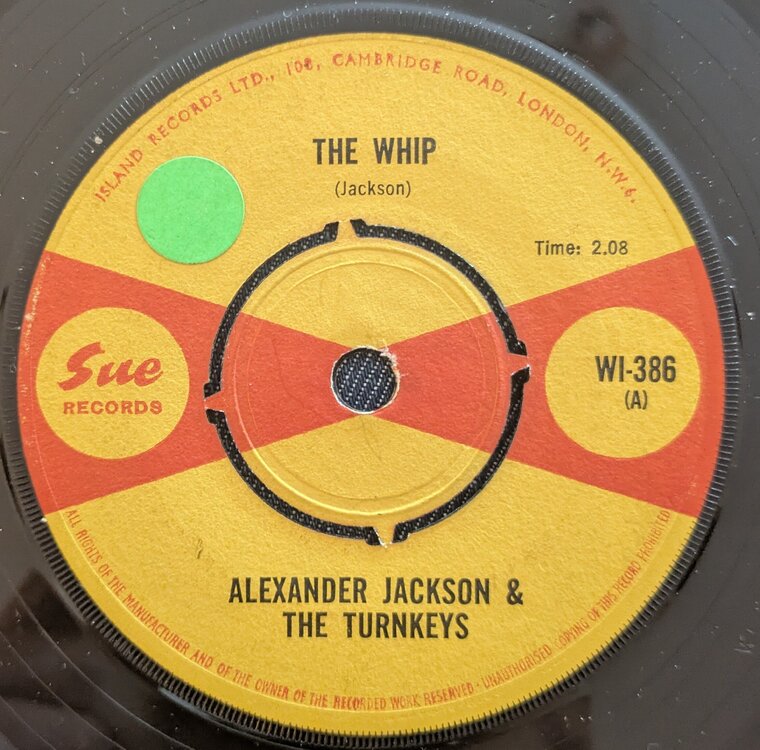 ISLAND RECORDS LTD., 108, CAMBRIDGE ROAD, LONDON, N.W.6.
THE WHIP
(Jackson)
Time: 2.08
Sue
RECORDS
WI-386
(A)
ALEXANDER JACKSON &
THE TURNKEYS
ALL RIGHTS OF THE MANUFACTURER AND OF THE OWNER OF THE RECORDED WORK RESERVED - UNAUTHORISED COPYING OF THIS RECORD PROHIBITED